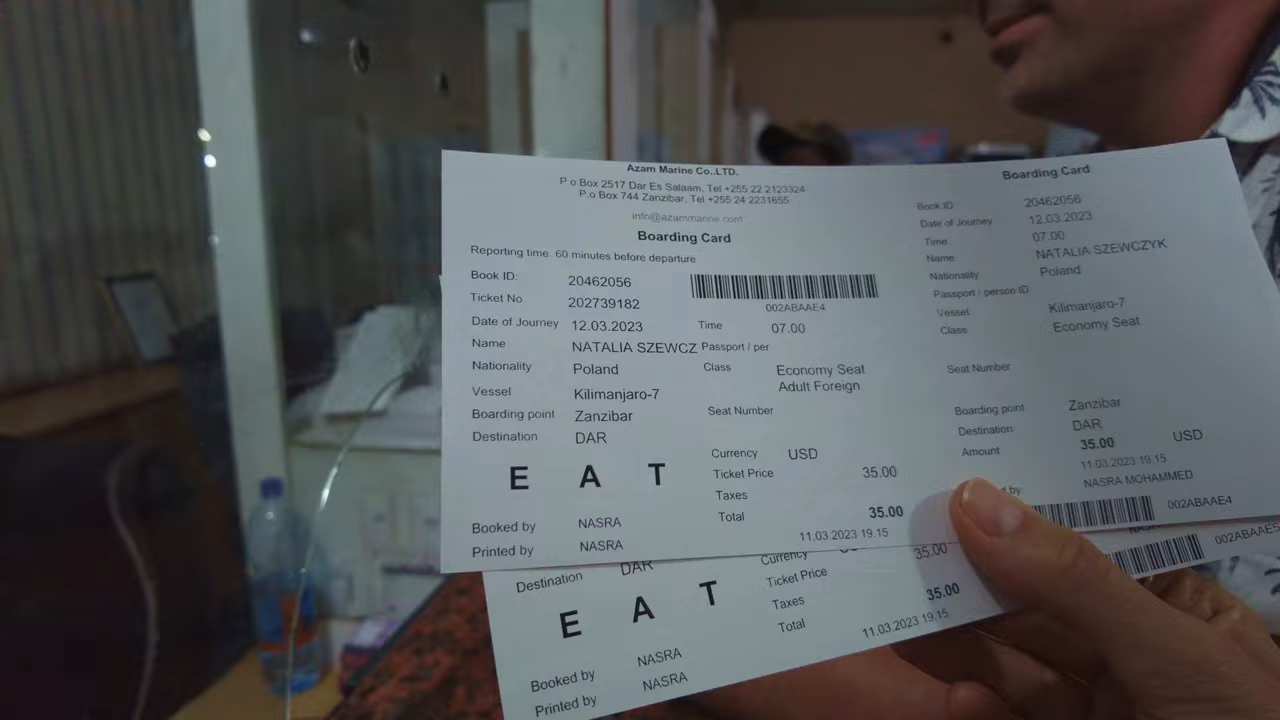 Azam Marine Co..LTD.
P.o Box 2517 Dar Es Salaam, Tel +255 22 2123324
P.o Box 744 Zanzibar, Tel +255 24 2231655
info@azammarine.com
Boarding Card
Reporting time: 60 minutes before departure
Book ID: 20462056
Ticket No 202739182 002ABAAE4
Date of Journey 12.03.2023 Time 07.00
Name NATALIA SZEWCZ Passport / per
Nationality Poland Class Economy Seat
Adult Foreign
Vessel Kilimanjaro-7
Boarding point Zanzibar Seat Number
Destination DAR
Currency USD
E A T Ticket Price 35.00
Taxes
Booked by NASRA Total 35.00
Printed by NASRA 11.03.2023 19.15
Boarding Card
Book ID: 20462056
Date of Journey 12.03.2023
Time 07.00
Name NATALIA SZEWCZYK
Nationality Poland
Passport / person ID
Vessel Kilimanjaro-7
Class Economy Seat
Seat Number
Boarding point Zanzibar
Destination DAR
Amount 35.00 USD
11.03.2023 19.15
by NASRA MOHAMMED
002ABAAE4
Destination DAR Currency
E A T Ticket Price 35.00
Taxes
Total 35.00
Booked by NASRA 11.03.2023 19.15
Printed by NASRA
002ABAAE5